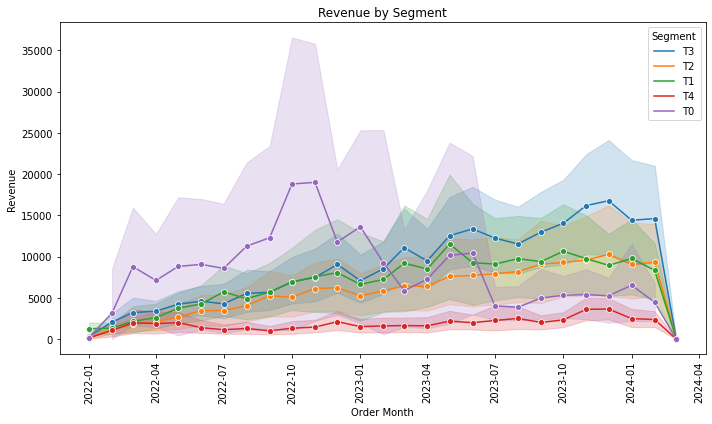 Revenue by Segment
Segment
T3
T2
T1
T4
T0
Revenue
35000
30000
25000
20000
15000
10000
5000
0
2022-01
2022-04
2022-07
2022-10
2023-01
2023-04
2023-07
2023-10
2024-01
2024-04
Order Month